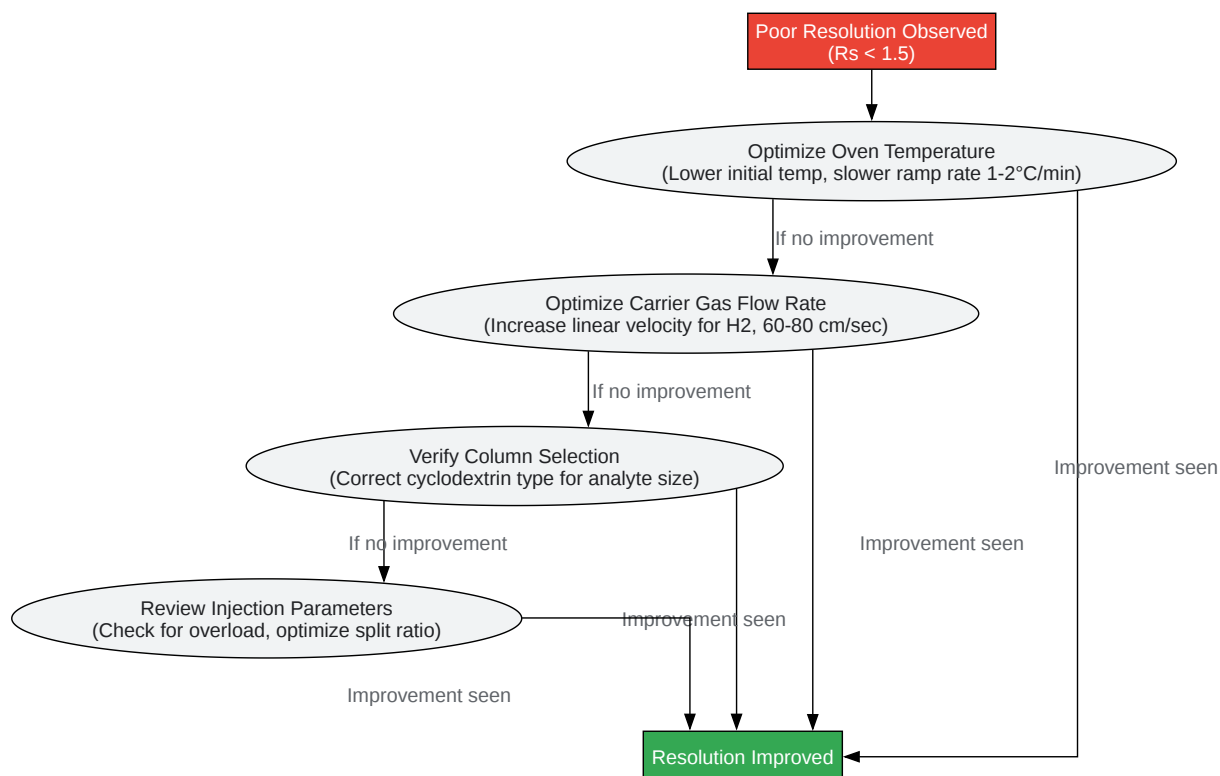 Poor Resolution Observed
(Rs < 1.5)
Optimize Oven Temperature
(Lower initial temp, slower ramp rate 1-2°C/min)
If no improvement
Optimize Carrier Gas Flow Rate
(Increase linear velocity for H2, 60-80 cm/sec)
If no improvement
Verify Column Selection
(Correct cyclodextrin type for analyte size)
Improvement seen
If no improvement
Improvement seen
Review Injection Parameters
(Check for overload, optimize split ratio)
Improvement seen
Improvement seen
Resolution Improved